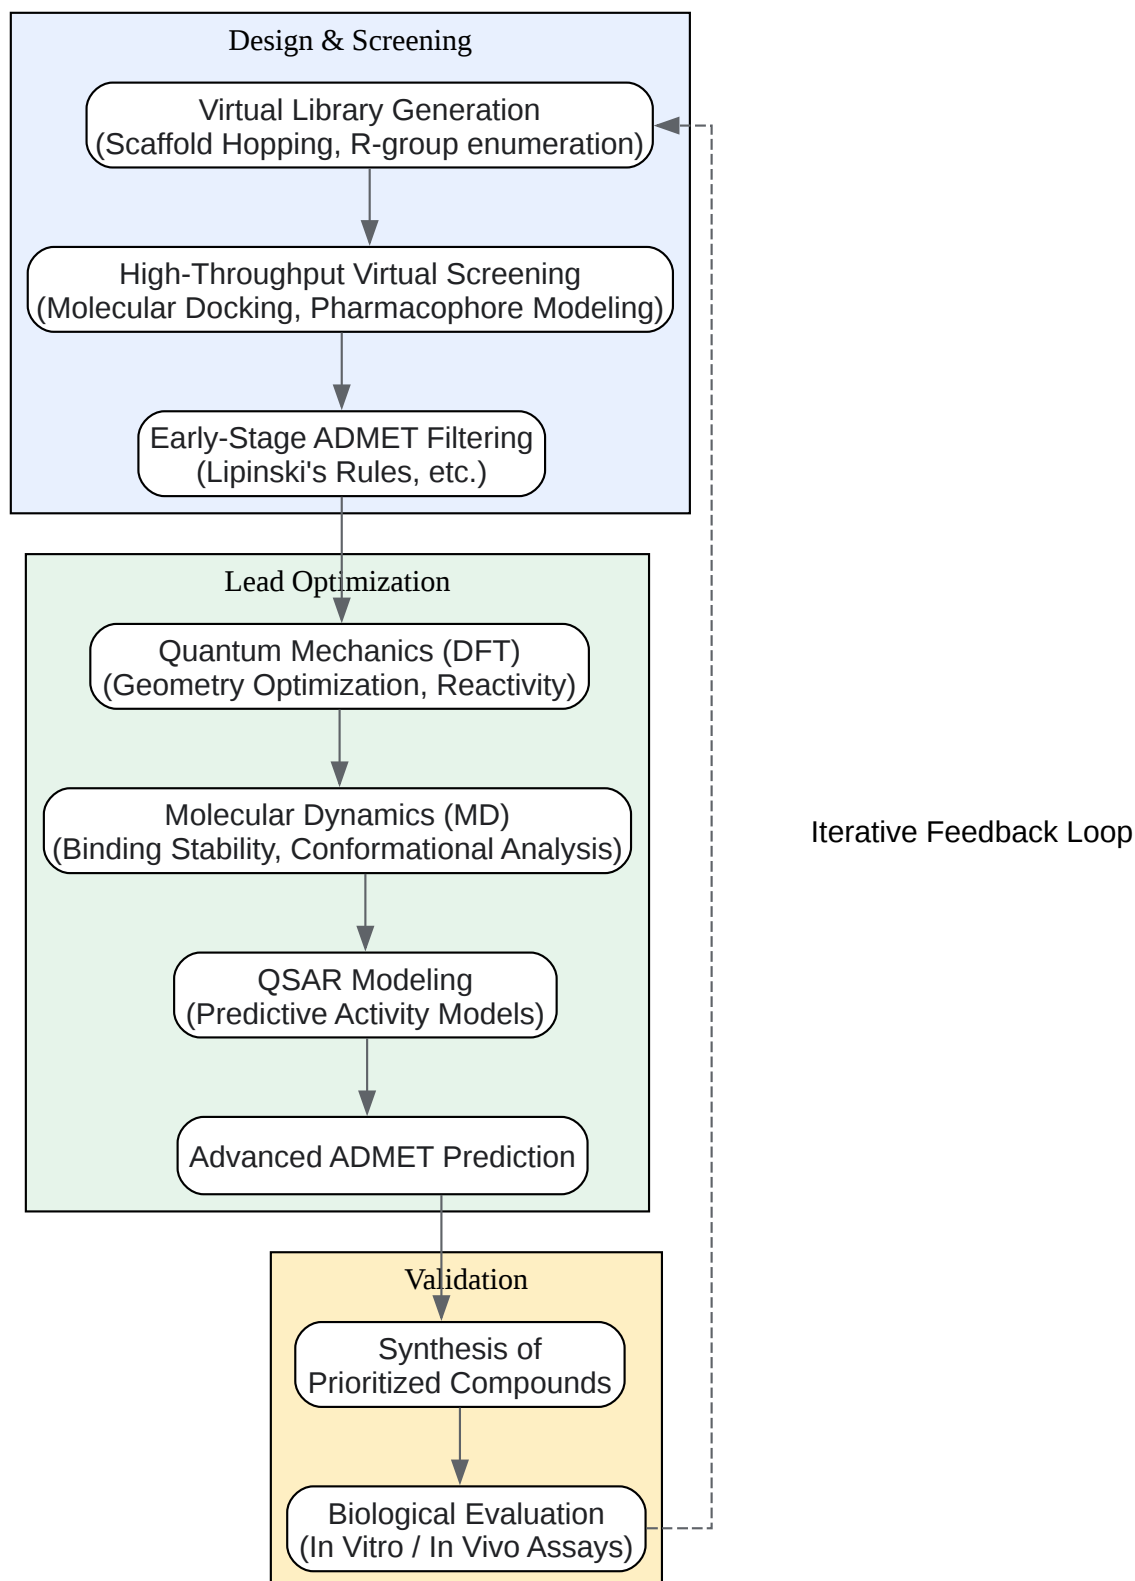 Design & Screening
Virtual Library Generation
(Scaffold Hopping, R-group enumeration)
High-Throughput Virtual Screening
(Molecular Docking, Pharmacophore Modeling)
Early-Stage ADMET Filtering
(Lipinski's Rules, etc.)
Lead Optimization
Quantum Mechanics (DFT)
(Geometry Optimization, Reactivity)
Molecular Dynamics (MD)
(Binding Stability, Conformational Analysis)
Iterative Feedback Loop
QSAR Modeling
(Predictive Activity Models)
Advanced ADMET Prediction
Validation
Synthesis of
Prioritized Compounds
Biological Evaluation
(In Vitro / In Vivo Assays)